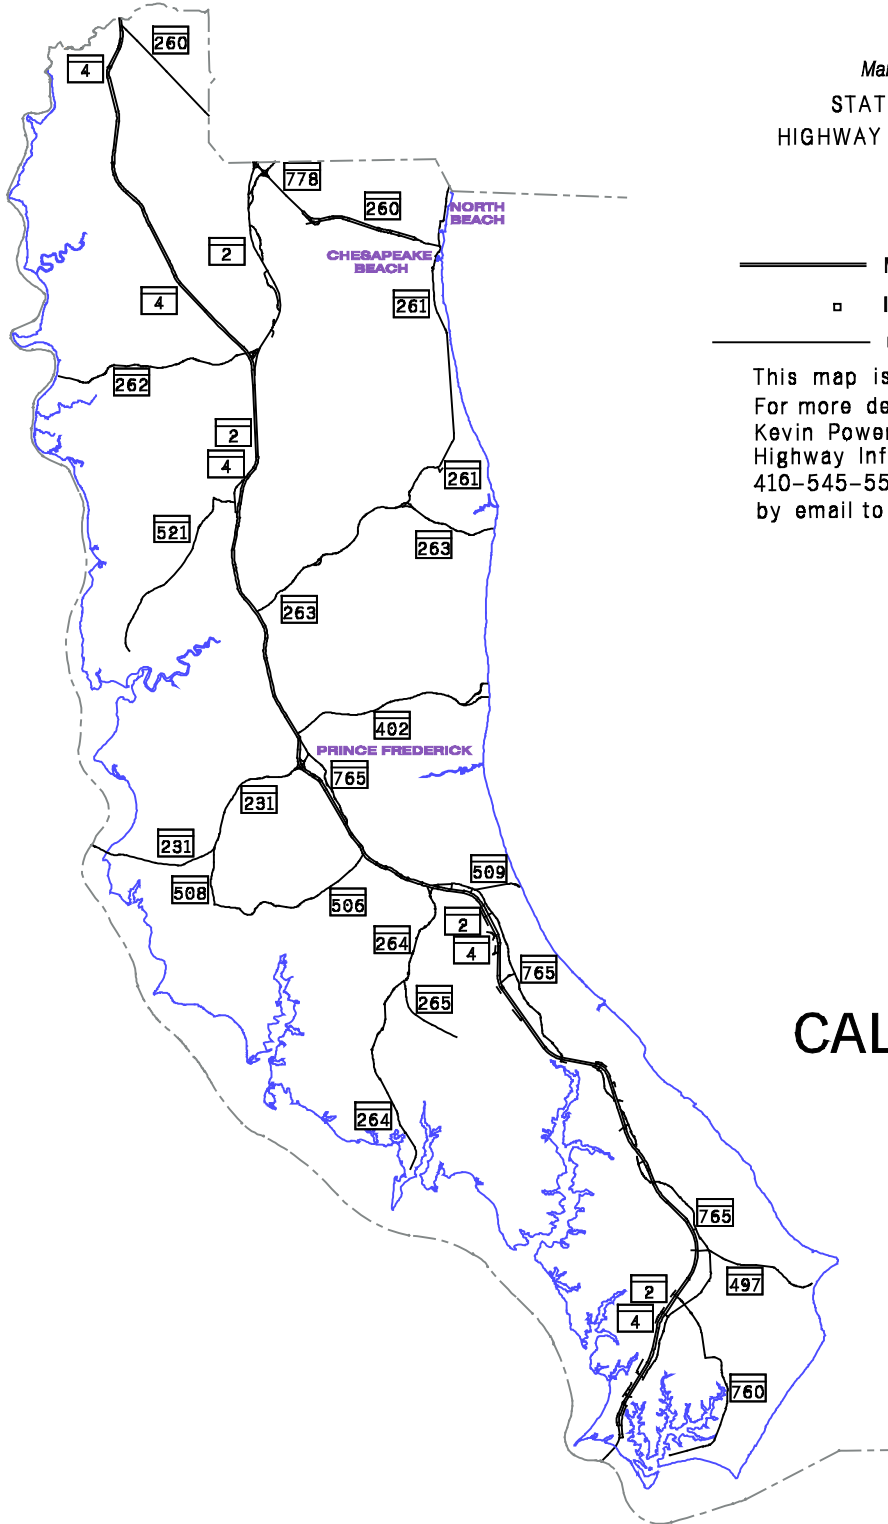 260
4
Mar
STAT
HIGHWAY
778
260
NORTH
BEACH
2
CHESAPEAKE
BEACH
4
261
262
This map is
For more de
Kevin Power
Highway Inf
410-545-55
by email to
2
4
261
521
263
263
402
PRINCE FREDERICK
765
231
231
509
508
506
2
264
4
765
265
CAL
264
765
497
2
4
760